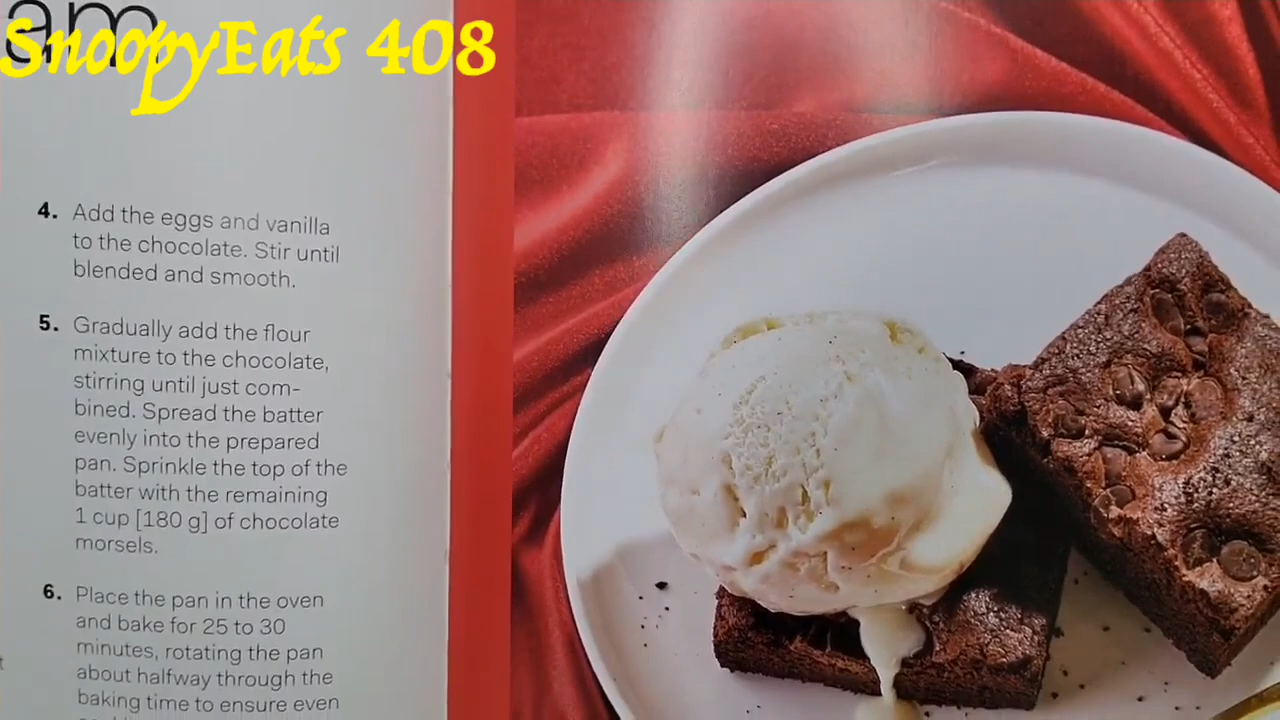 am
SnoopyEats 408
4. Add the eggs and vanilla
to the chocolate. Stir until
blended and smooth.
5. Gradually add the flour
mixture to the chocolate,
stirring until just com-
bined. Spread the batter
evenly into the prepared
pan. Sprinkle the top of the
batter with the remaining
1 cup [180 g] of chocolate
morsels.
6. Place the pan in the oven
and bake for 25 to 30
minutes, rotating the pan
about halfway through the
baking time to ensure even